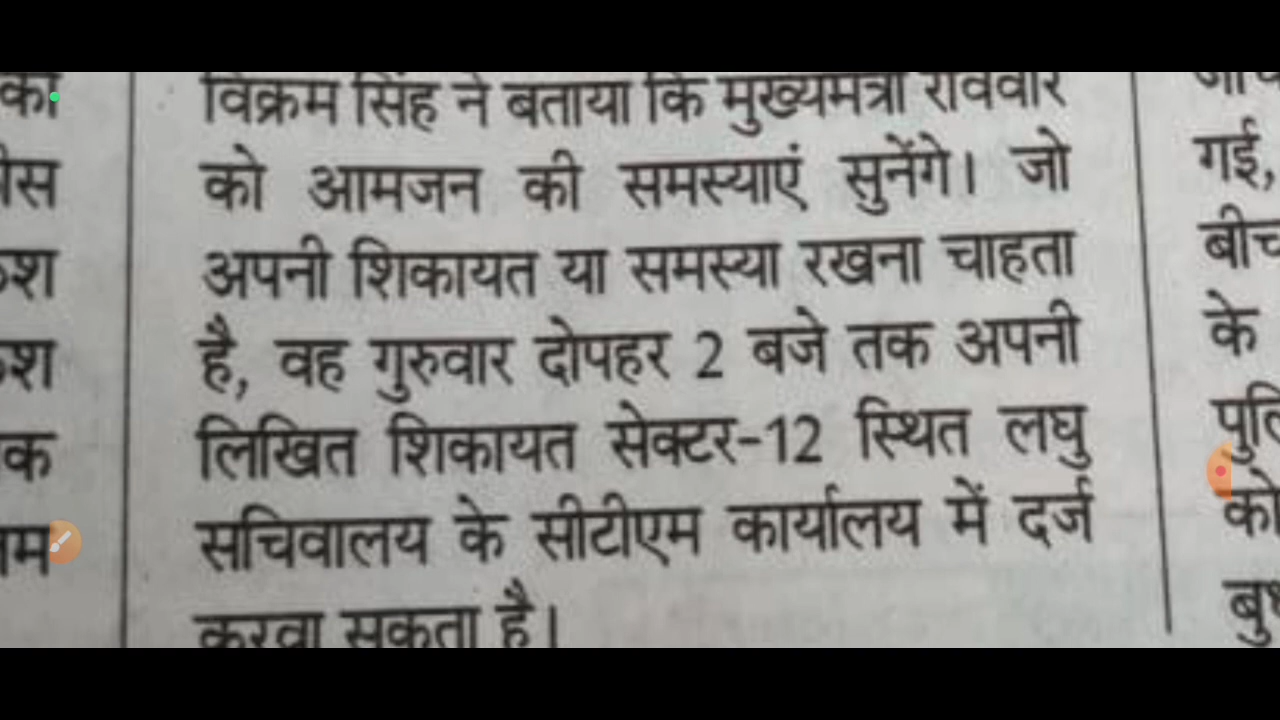 विक्रम सिंह ने बताया कि मुख्यमंत्री रविवार
को आमजन की समस्याएं सुनेंगे। जो
अपनी शिकायत या समस्या रखना चाहता
है, वह गुरुवार दोपहर 2 बजे तक अपनी
लिखित शिकायत सेक्टर-12 स्थित लघु
सचिवालय के सीटीएम कार्यालय में दर्ज
करवा सकता है।
गई,
बीच
के
को